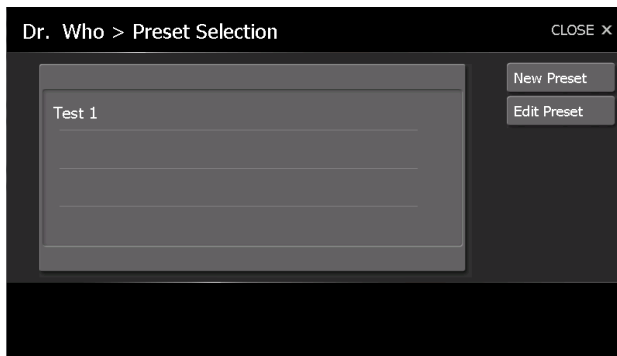 Dr. Who > Preset Selection
CLOSE X
New Preset
Test 1
Edit Preset